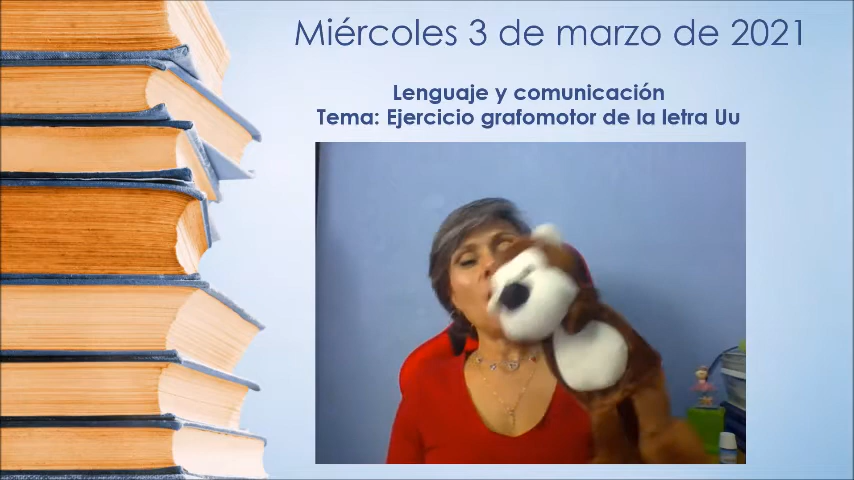 Miércoles 3 de marzo de 2021
Lenguaje y comunicación
Tema: Ejercicio grafomotor de la letra Uu